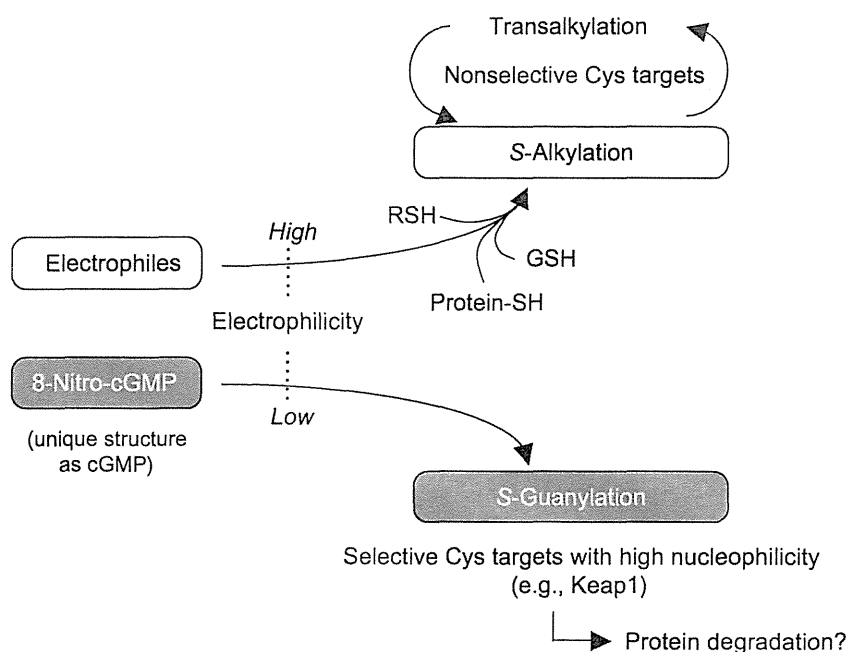 Transalkylation
Nonselective Cys targets
S-Alkylation
RSH
High
GSH
Electrophiles
Protein-SH
Electrophilicity
8-Nitro-cGMP
Low
(unique structure
as cGMP)
S-Guanylation
Selective Cys targets with high nucleophilicity
(e.g., Keap1)
Protein degradation?